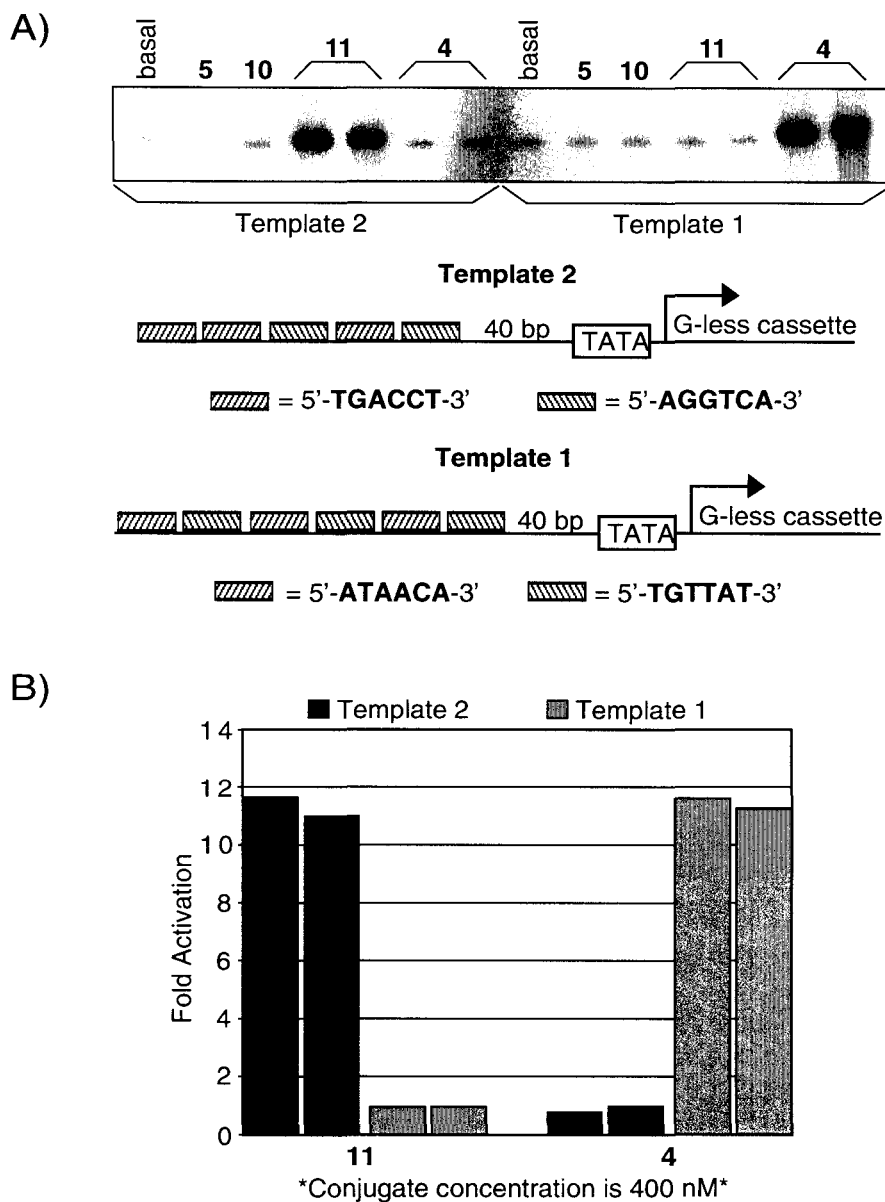 A)
basal 5 10 11 4 basal 5 10 11 4
Template 2 Template 1
Template 2
40 bp TATA G-less cassette
= 5'-TGACCT-3' = 5'-AGGTCA-3'
Template 1
40 bp TATA G-less cassette
= 5'-ATAACA-3' = 5'-TGTTAT-3'
B)
Template 2 Template 1
Fold Activation
14
12
10
8
6
4
2
0
11 4
*Conjugate concentration is 400 nM*